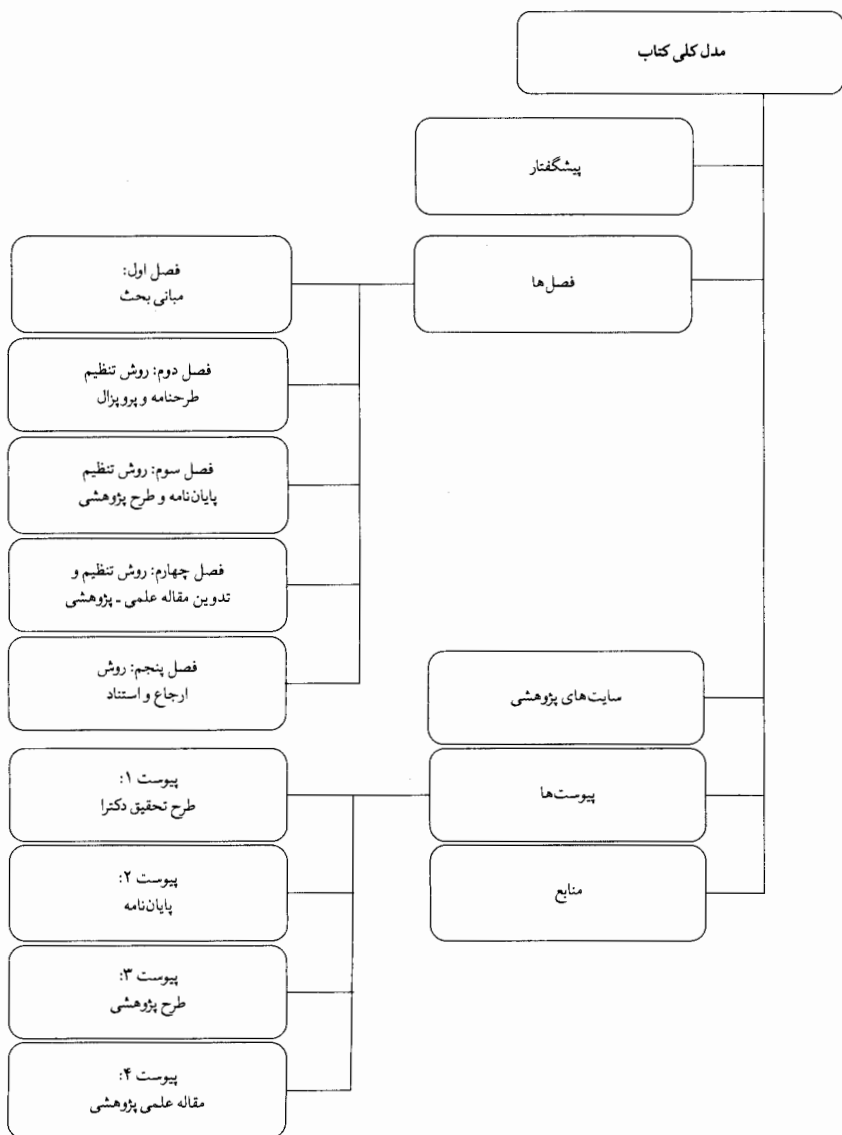 مدل کلی کتاب
پیشگفتار
فصل‌ها
فصل اول:
مبانی بحث
فصل دوم: روش تنظیم
طرحنامه و پروپزال
فصل سوم: روش تنظیم
پایان‌نامه و طرح پژوهشی
فصل چهارم: روش تنظیم و
تدوین مقاله علمی ـ پژوهشی
فصل پنجم: روش
ارجاع و استناد
سایت‌های پژوهشی
پیوست‌ها
پیوست ۱:
طرح تحقیق دکترا
پیوست ۲:
پایان‌نامه
پیوست ۳:
طرح پژوهشی
پیوست ۴:
مقاله علمی پژوهشی
منابع